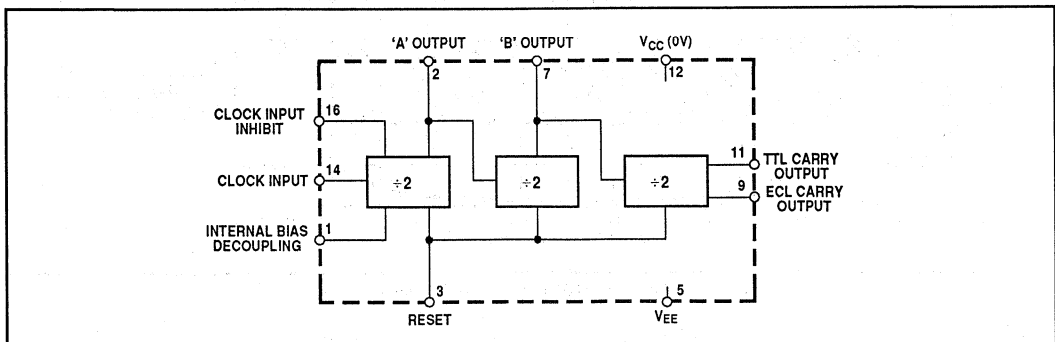 'A' OUTPUT
'B' OUTPUT
VCC (0V)
2
7
12
CLOCK INPUT
INHIBIT
16
CLOCK INPUT
14
INTERNAL BIAS
DECOUPLING
1
÷2
÷2
÷2
11
TTL CARRY
OUTPUT
9
ECL CARRY
OUTPUT
3
RESET
5
VEE